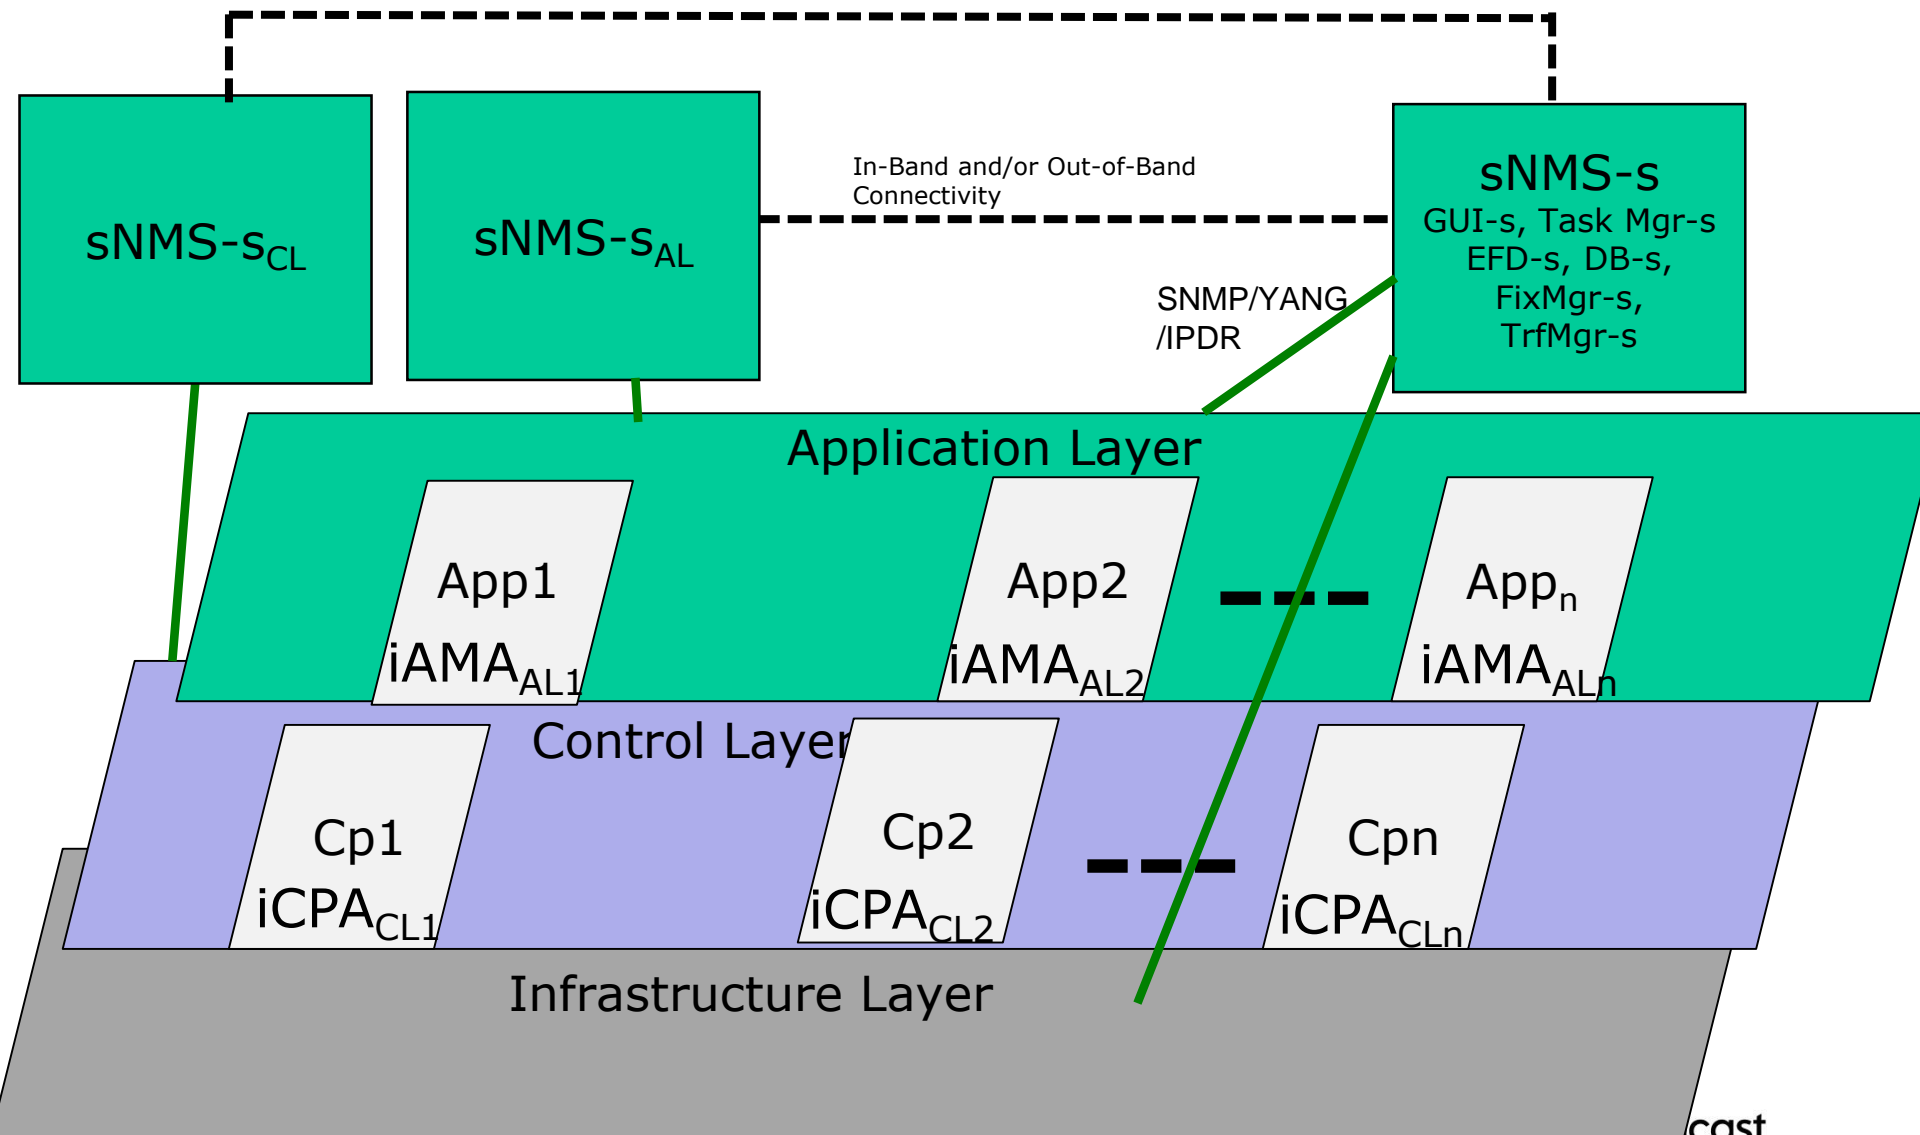 sNMS-sCL
sNMS-sAL
In-Band and/or Out-of-Band
Connectivity
sNMS-s
GUI-s, Task Mgr-s
EFD-s, DB-s,
FixMgr-s,
TrfMgr-s
SNMP/YANG
/IPDR
Application Layer
App1
iAMAAL1
App2
iAMAAL2
Appn
iAMAALn
Control Layer
Cp1
iCPACL1
Cp2
iCPACL2
Cpn
iCPACLn
Infrastructure Layer
cast